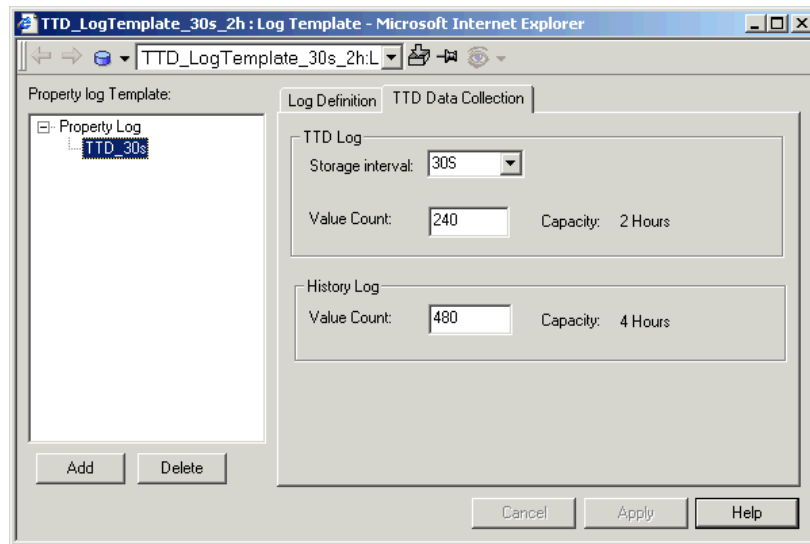 TTD_LogTemplate_30s_2h : Log Template - Microsoft Internet Explorer
TTD_LogTemplate_30s_2h:L
Property log Template:
Property Log
TTD_30s
Add
Delete
Log Definition
TTD Data Collection
TTD Log
Storage interval:
30S
Value Count:
240
Capacity:
2 Hours
History Log
Value Count:
480
Capacity:
4 Hours
Cancel
Apply
Help